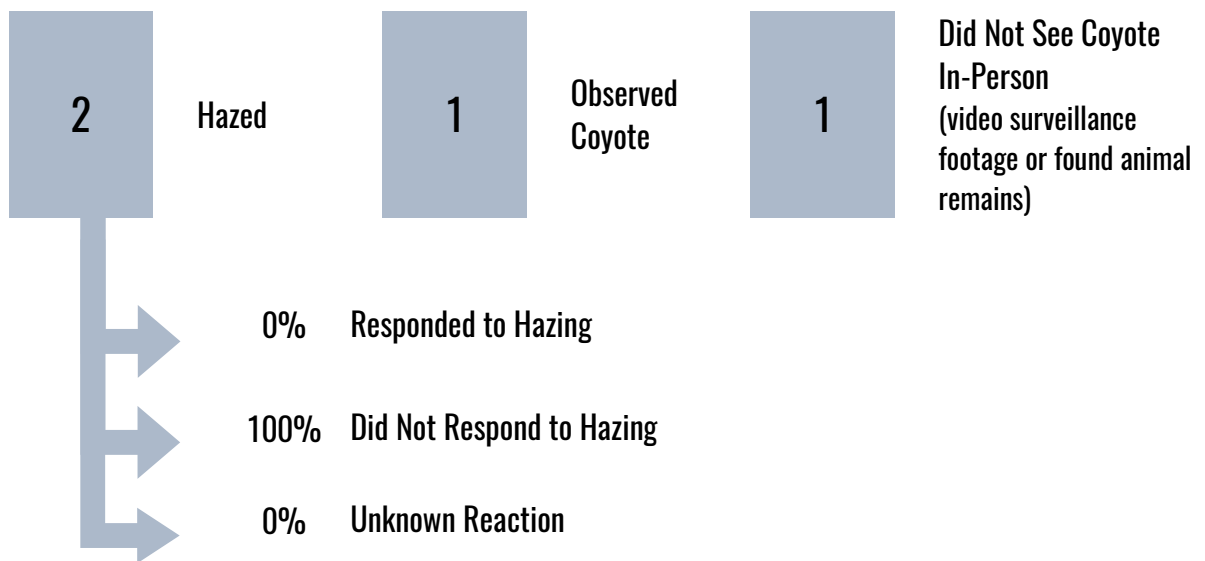 2
Hazed
1
Observed
Coyote
1
Did Not See Coyote
In-Person
(video surveillance
footage or found animal
remains)
0% Responded to Hazing
100% Did Not Respond to Hazing
0% Unknown Reaction